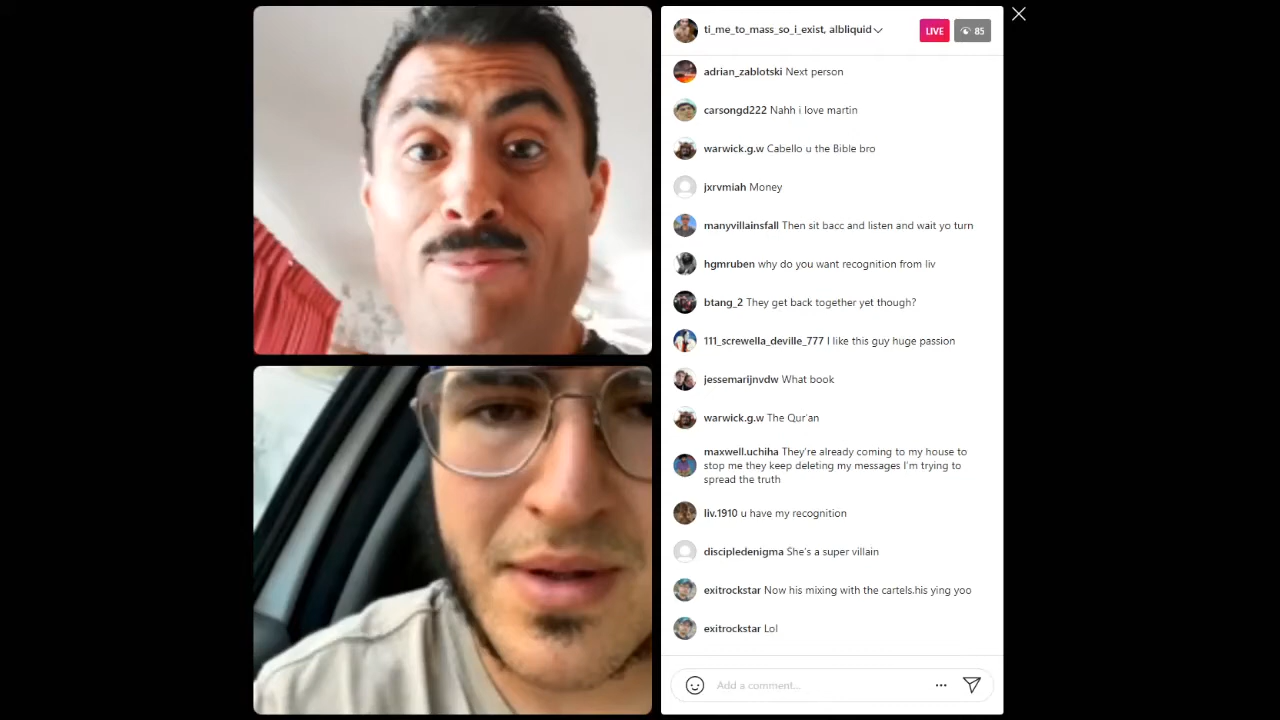 ti_me_to_mass_so_i_exist, albliquid
LIVE
85
adrian_zablotski Next person
carsongd222 Nahh i love martin
warwick.g.w Cabello u the Bible bro
jxrvmiah Money
manyvillainsfall Then sit bacc and listen and wait yo turn
hgmruben why do you want recognition from liv
btang_2 They get back together yet though?
111_screwella_deville_777 I like this guy huge passion
jessemarijnvdw What book
warwick.g.w The Qur'an
maxwell.uchiha They're already coming to my house to
stop me they keep deleting my messages I'm trying to
spread the truth
liv.1910 u have my recognition
discipledenigma She's a super villain
exitrockstar Now his mixing with the cartels.his ying yoo
exitrockstar Lol
Add a comment...